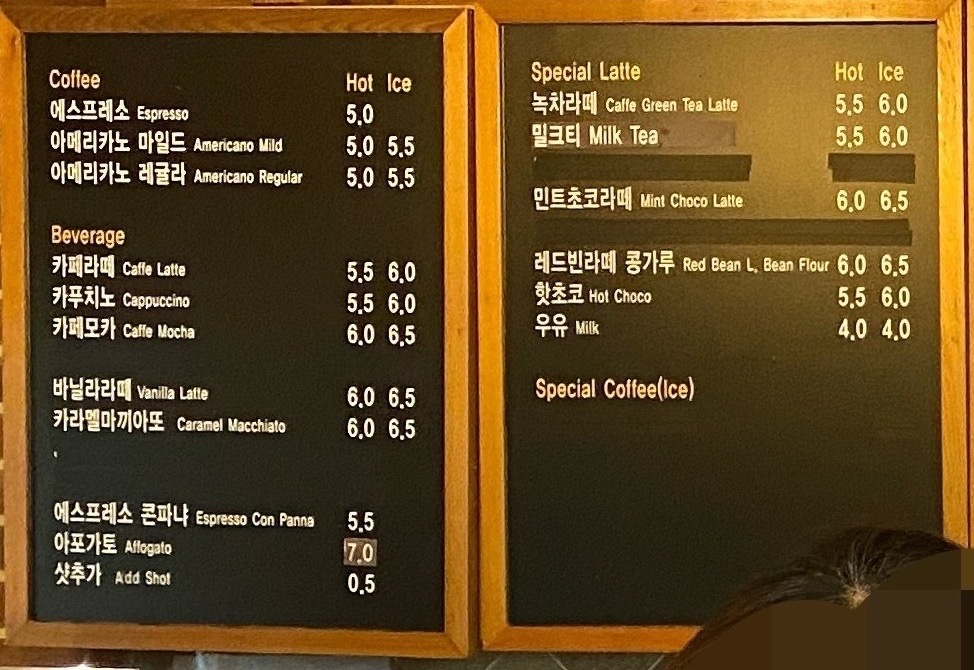 Coffee Hot Ice
에스프레소 Espresso 5.0
아메리카노 마일드 Americano Mild 5.0 5.5
아메리카노 레귤라 Americano Regular 5.0 5.5
Beverage
카페라떼 Caffe Latte 5.5 6.0
카푸치노 Cappuccino 5.5 6.0
카페모카 Caffe Mocha 6.0 6.5
바닐라라떼 Vanilla Latte 6.0 6.5
카라멜마끼아또 Caramel Macchiato 6.0 6.5
에스프레소 콘파냐 Espresso Con Panna 5.5
아포가토 Affogato 7.0
샷추가 Add Shot 0.5
Special Latte Hot Ice
녹차라떼 Caffe Green Tea Latte 5.5 6.0
밀크티 Milk Tea 5.5 6.0
민트초코라떼 Mint Choco Latte 6.0 6.5
레드빈라떼 콩가루 Red Bean L, Bean Flour 6.0 6.5
핫초코 Hot Choco 5.5 6.0
우유 Milk 4.0 4.0
Special Coffee(Ice)